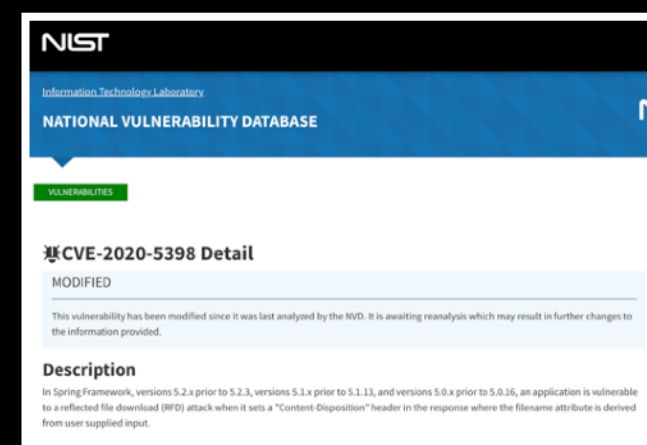 NIST
Information Technology Laboratory
NATIONAL VULNERABILITY DATABASE
VULNERABILITIES
CVE-2020-5398 Detail
MODIFIED
This vulnerability has been modified since it was last analyzed by the NVD. It is awaiting reanalysis which may result in further changes to
the information provided.
Description
In Spring Framework, versions 5.2.x prior to 5.2.3, versions 5.1.x prior to 5.1.13, and versions 5.0.x prior to 5.0.16, an application is vulnerable
to a reflected file download (RFD) attack when it sets a "Content-Disposition" header in the response where the filename attribute is derived
from user supplied input.